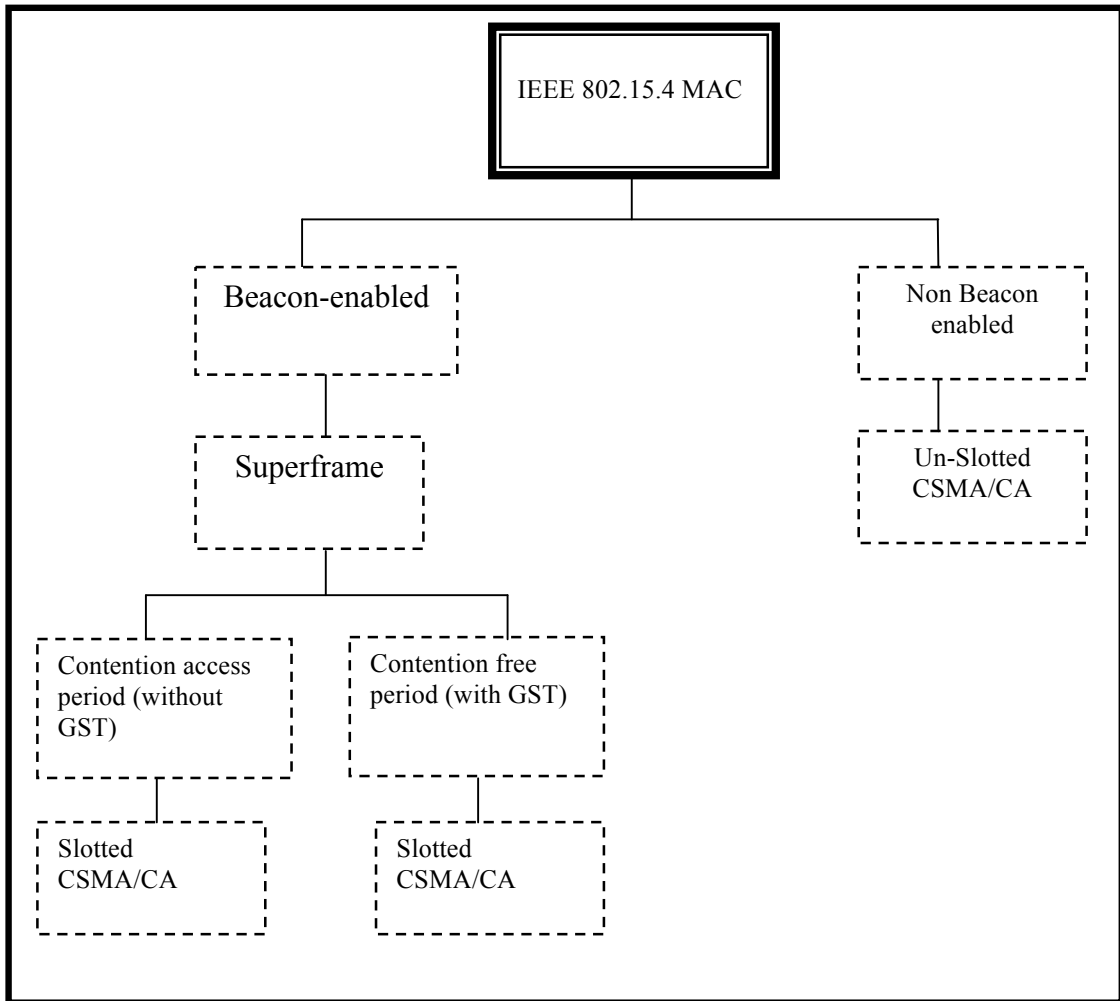 IEEE 802.15.4 MAC
Beacon-enabled
Non Beacon
enabled
Superframe
Un-Slotted
CSMA/CA
Contention access
period (without
GST)
Contention free
period (with GST)
Slotted
CSMA/CA
Slotted
CSMA/CA